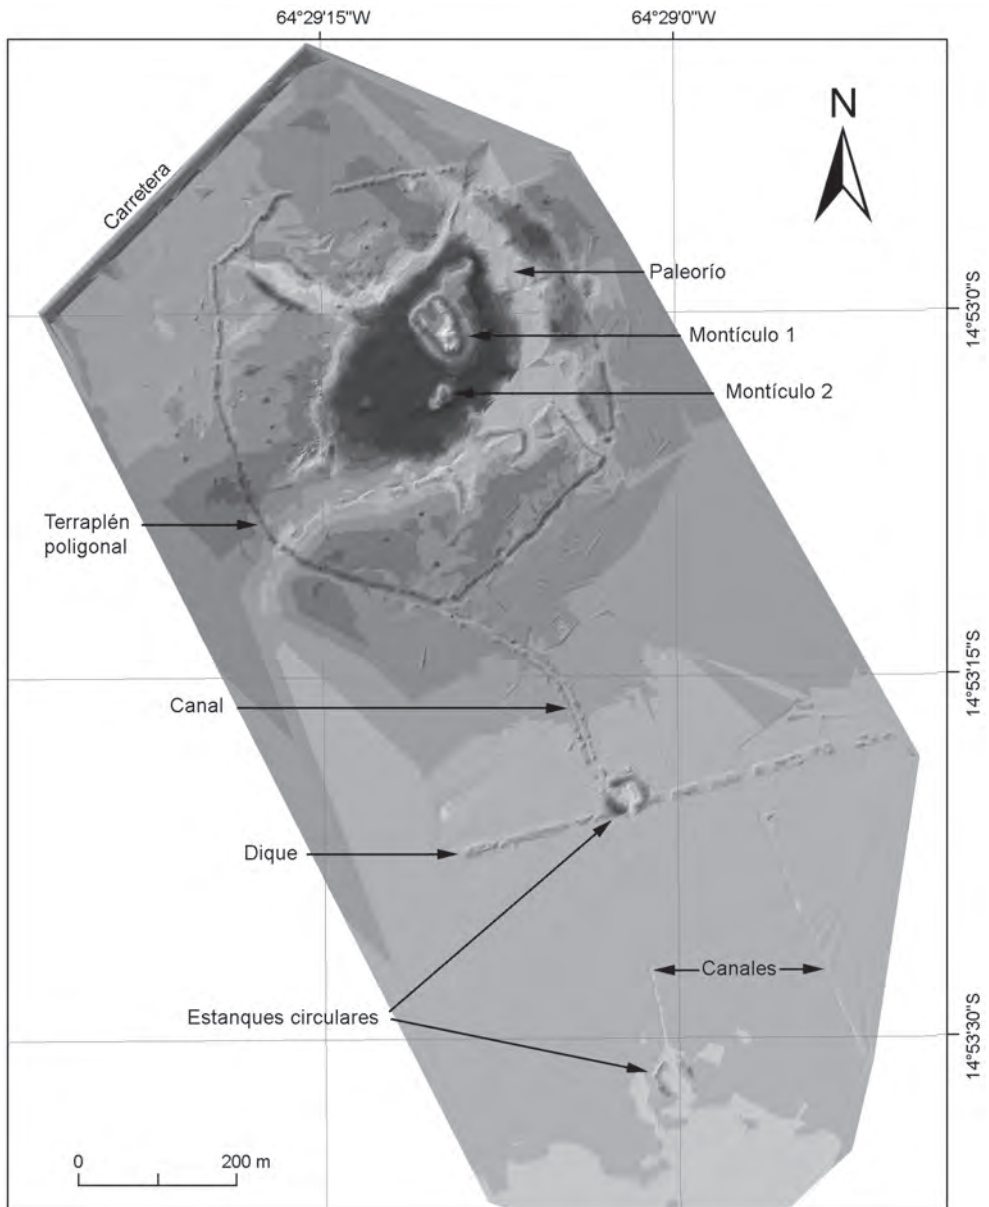 64°29'15"W
64°29'0"W
N
Carretera
Paleorío
14°53'0"S
Montículo 1
Montículo 2
Terraplén
poligonal
14°53'15"S
Canal
Dique
Canales
Estanques circulares
14°53'30"S
0
200 m